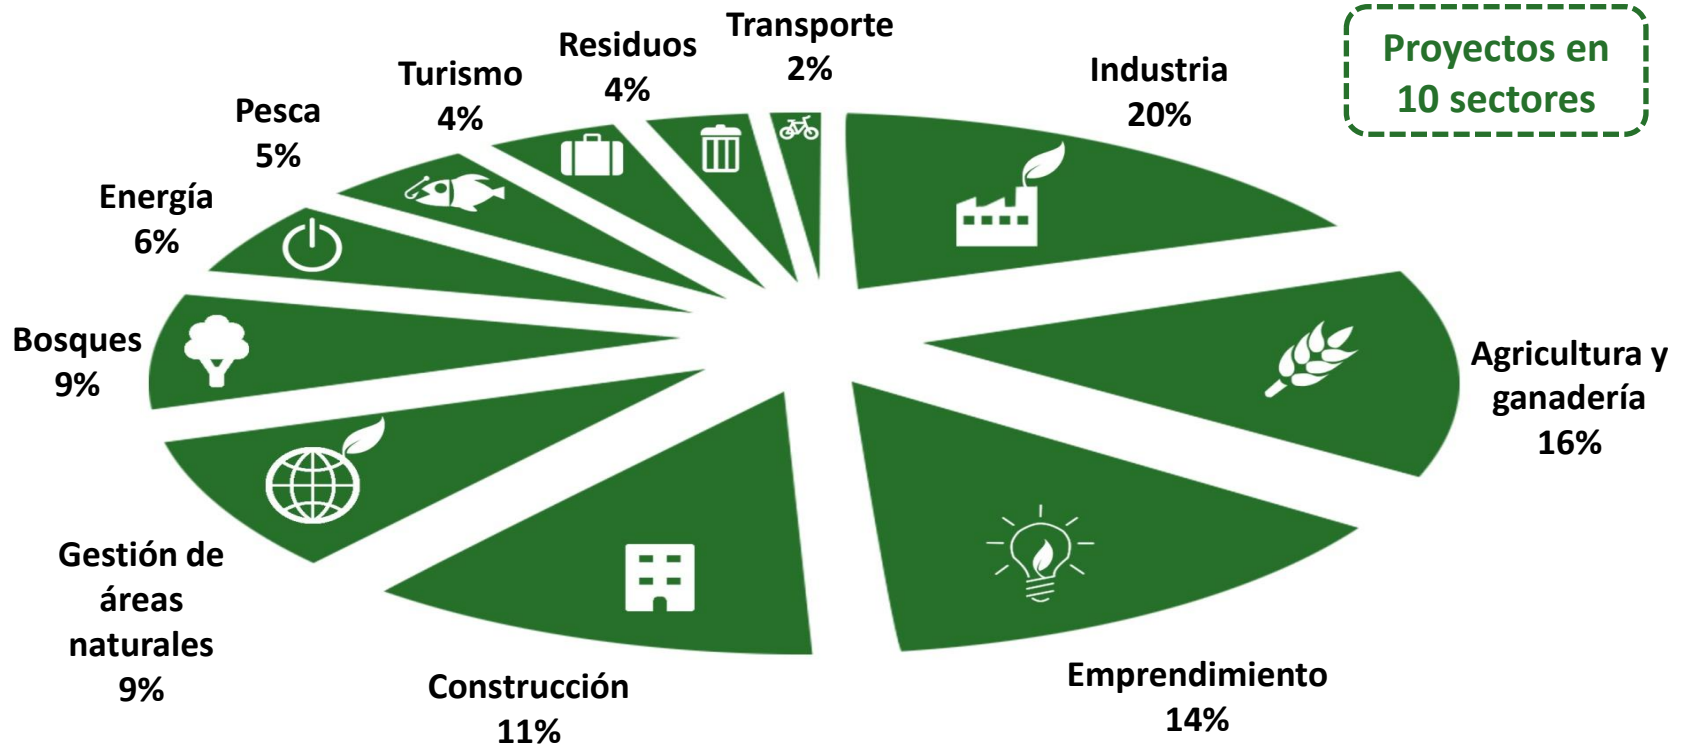 Proyectos en
10 sectores
Industria
20%
Agricultura y
ganadería
16%
Emprendimiento
14%
Construcción
11%
Gestión de
áreas
naturales
9%
Bosques
9%
Energía
6%
Pesca
5%
Turismo
4%
Residuos
4%
Transporte
2%